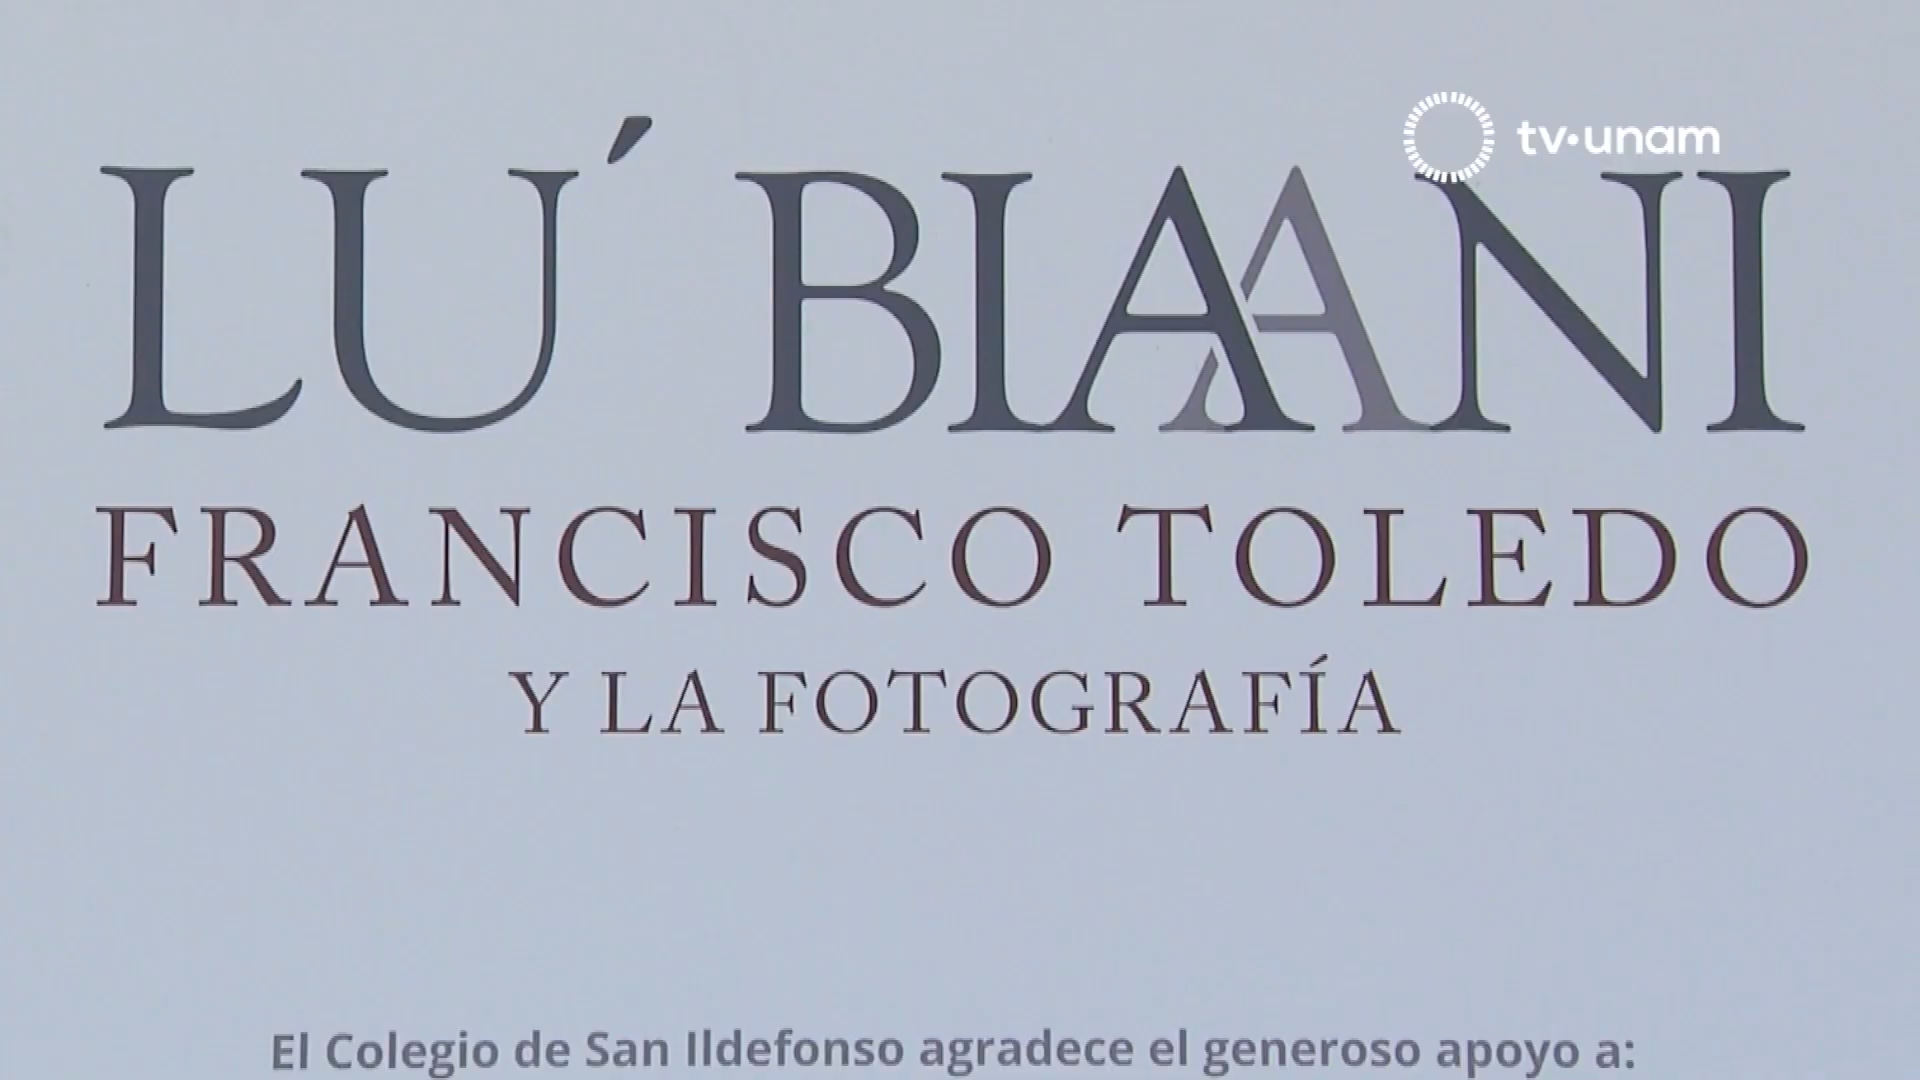 tv·unam
LU´ BIAANI
FRANCISCO TOLEDO
Y LA FOTOGRAFÍA
El Colegio de San Ildefonso agradece el generoso apoyo a: